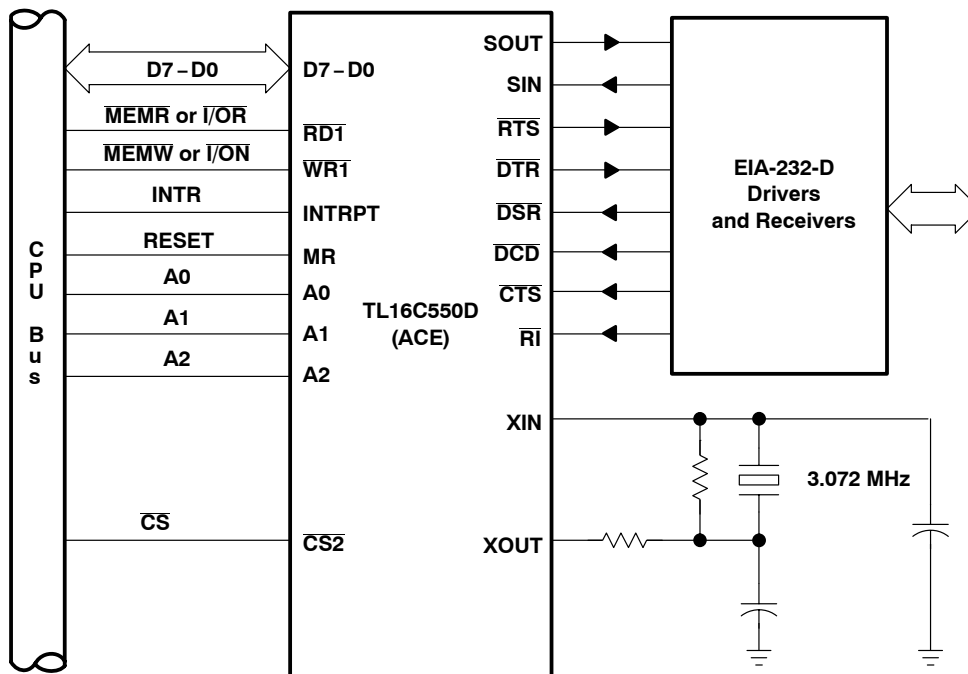 CPU Bus
D7–D0
MEMR or I/OR
MEMW or I/ON
INTR
RESET
A0
A1
A2
CS
D7–D0
RD1
WR1
INTRPT
MR
A0
A1
A2
CS2
TL16C550D
(ACE)
SOUT
SIN
RTS
DTR
DSR
DCD
CTS
RI
XIN
XOUT
EIA-232-D
Drivers
and Receivers
3.072 MHz